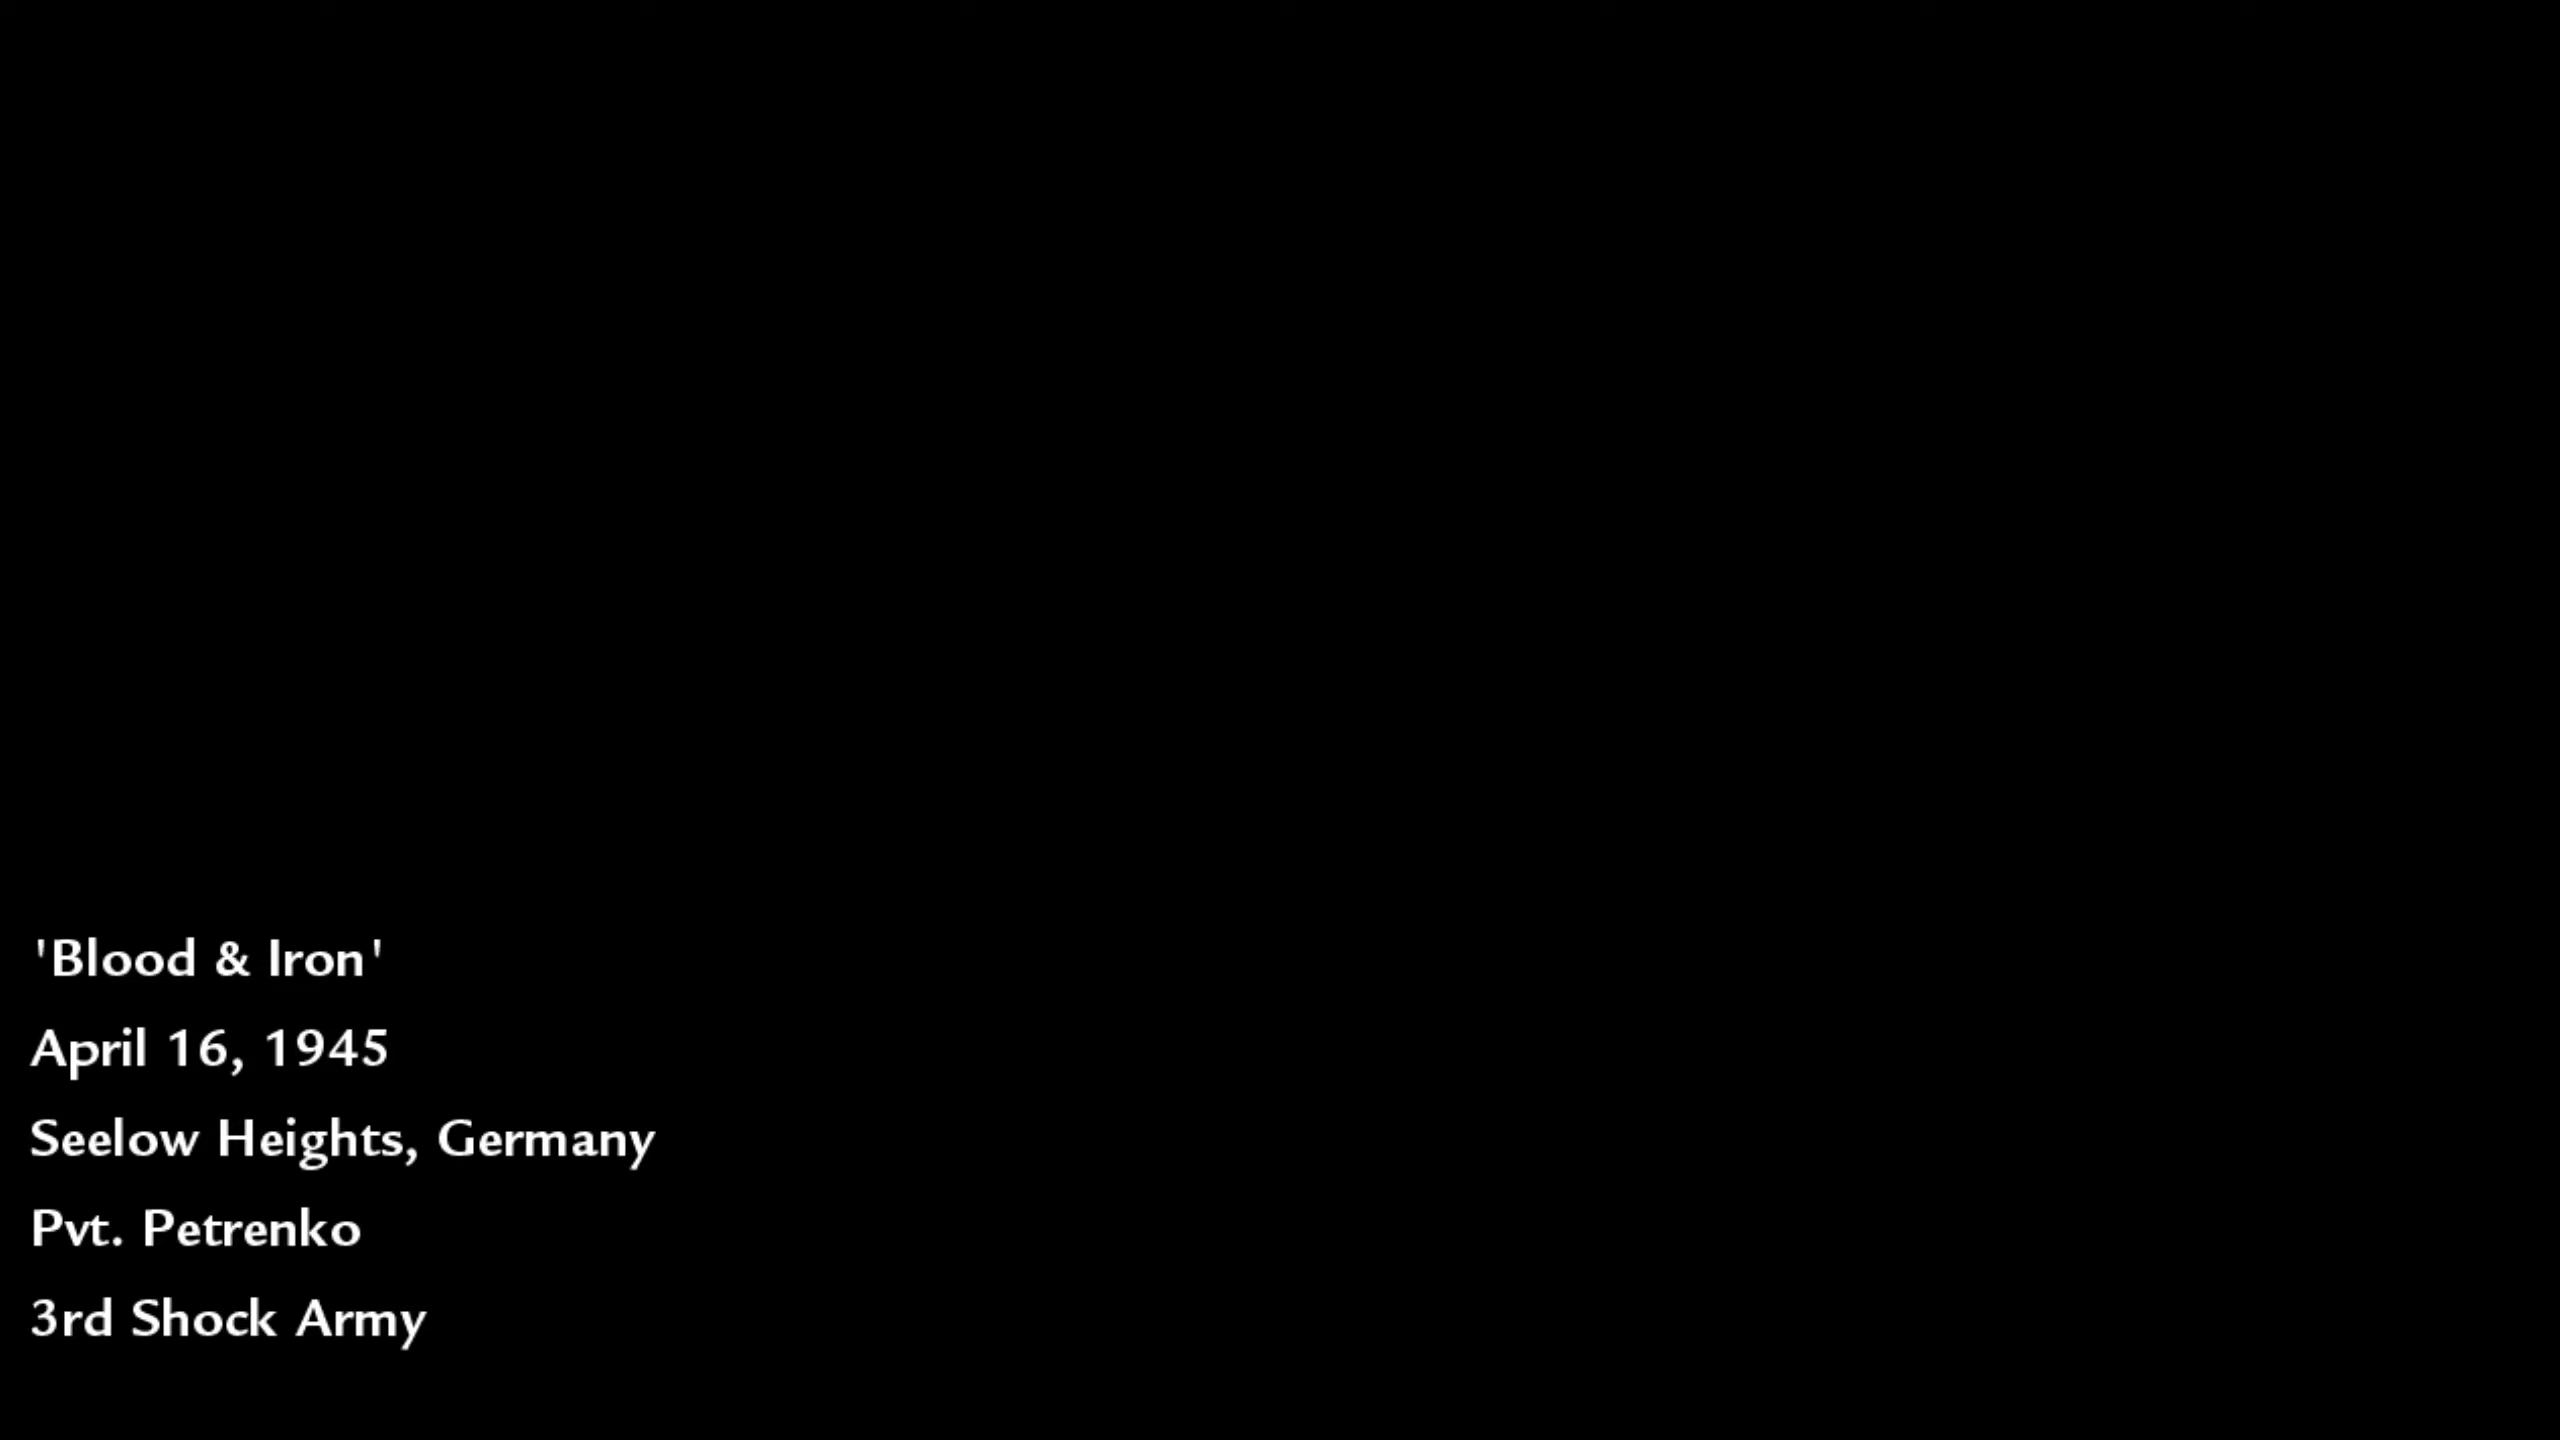 'Blood & Iron'
April 16, 1945
Seelow Heights, Germany
Pvt. Petrenko
3rd Shock Army